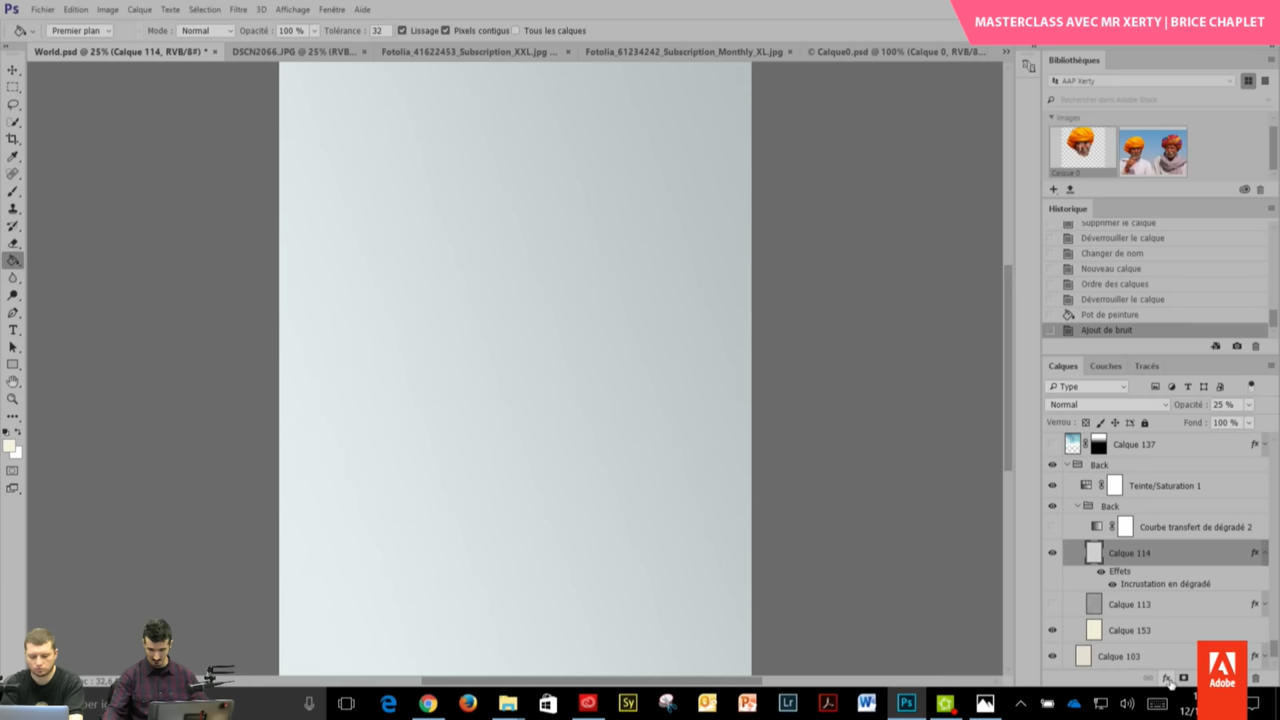 Ps Fichier Edition Image Calque Texte Sélection Filtre 3D Affichage Fenêtre Aide
MASTERCLASS AVEC MR XERTY | BRICE CHAPLET
Premier plan Mode : Normal Opacité : 100 % Tolérance : 32 Lissage Pixels contigus Tous les calques
World.psd @ 25% (Calque 114, RVB/8#) * × DSCN2066.JPG @ 25% (RVB... × Fotolia_41622453_Subscription_XXL.jpg ... × Fotolia_61234242_Subscription_Monthly_XL.jpg × © Calque0.psd @ 100% (Calque 0, RVB/8...
Bibliothèques
AAP Xerty
Rechercher dans Adobe Stock
Images
Calque 0
Historique
Supprimer le calque
Déverrouiller le calque
Changer de nom
Nouveau calque
Ordre des calques
Déverrouiller le calque
Pot de peinture
Ajout de bruit
Calques Couches Tracés
Type
Normal Opacité : 25 %
Verrou : Fond : 100 %
Calque 137 fx
Back
Teinte/Saturation 1
Back
Courbe transfert de dégradé 2
Calque 114 fx
Effets
Incrustation en dégradé
Calque 113 fx
Calque 153
Calque 103 fx
fx
Adobe